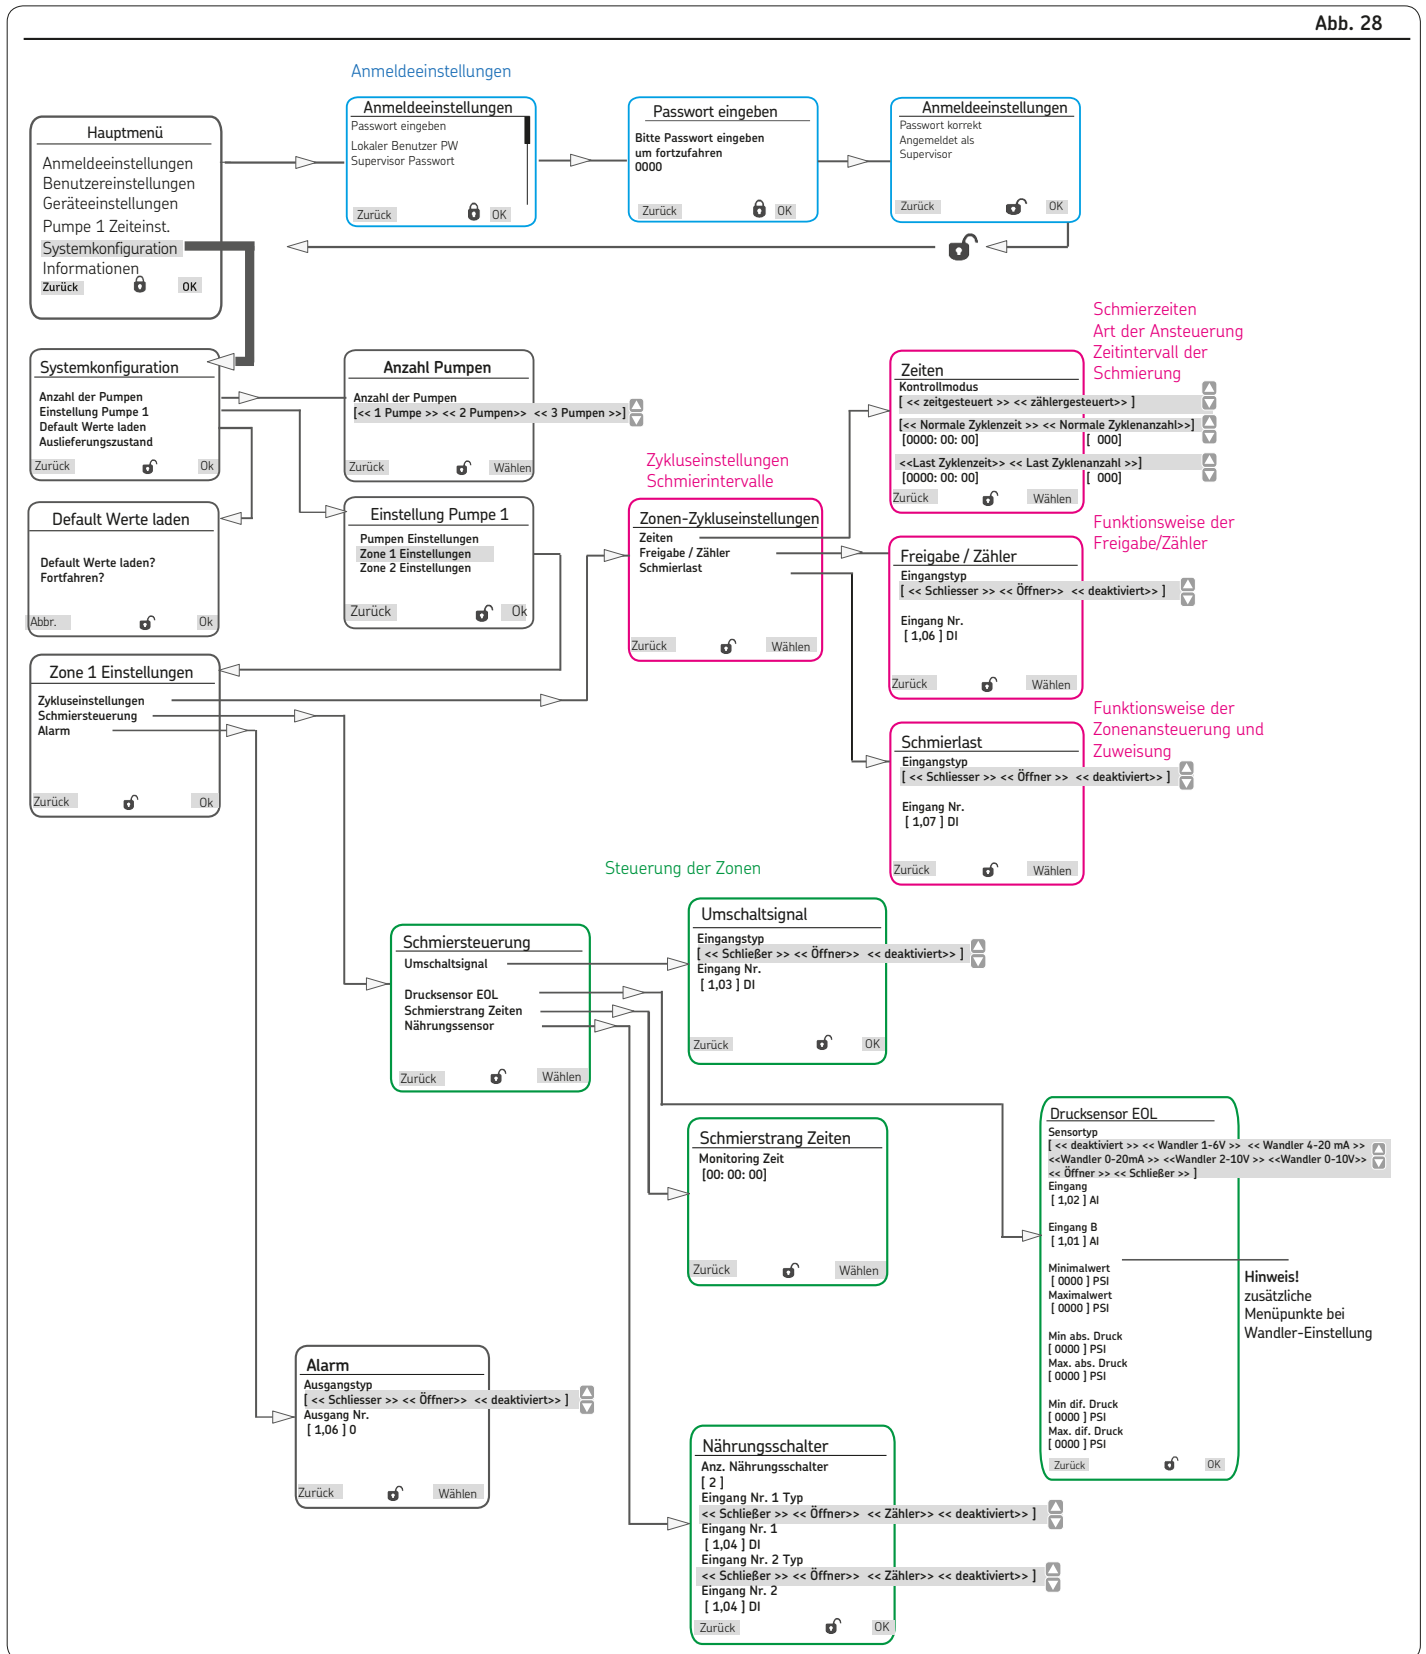 Abb. 28
Anmeldeeinstellungen
Hauptmenü
Anmeldeeinstellungen
Benutzereinstellungen
Geräteeinstellungen
Pumpe 1 Zeiteinst.
Systemkonfiguration
Informationen
Zurück OK
Anmeldeeinstellungen
Passwort eingeben
Lokaler Benutzer PW
Supervisor Passwort
Zurück OK
Passwort eingeben
Bitte Passwort eingeben
um fortzufahren
0000
Zurück OK
Anmeldeeinstellungen
Passwort korrekt
Angemeldet als
Supervisor
Zurück OK
Systemkonfiguration
Anzahl der Pumpen
Einstellung Pumpe 1
Default Werte laden
Auslieferungszustand
Zurück Ok
Anzahl Pumpen
Anzahl der Pumpen
[<< 1 Pumpe >> << 2 Pumpen>> << 3 Pumpen >>]
Zurück Wählen
Default Werte laden
Default Werte laden?
Fortfahren?
Abbr. Ok
Einstellung Pumpe 1
Pumpen Einstellungen
Zone 1 Einstellungen
Zone 2 Einstellungen
Zurück Ok
Zone 1 Einstellungen
Zykluseinstellungen
Schmiersteuerung
Alarm
Zurück Ok
Zykluseinstellungen
Schmierintervalle
Zonen-Zykluseinstellungen
Zeiten
Freigabe / Zähler
Schmierlast
Zurück Wählen
Schmierzeiten
Art der Ansteuerung
Zeitintervall der
Schmierung
Zeiten
Kontrollmodus
[ << zeitgesteuert >> << zählergesteuert>> ]
[<< Normale Zyklenzeit >> << Normale Zyklenanzahl>>]
[0000: 00: 00] [ 000]
<<Last Zyklenzeit>> << Last Zyklenanzahl >>]
[0000: 00: 00] [ 000]
Zurück Wählen
Funktionsweise der
Freigabe/Zähler
Freigabe / Zähler
Eingangstyp
[ << Schliesser >> << Öffner>> << deaktiviert>> ]
Eingang Nr.
[ 1,06 ] DI
Zurück Wählen
Funktionsweise der
Zonenansteuerung und
Zuweisung
Schmierlast
Eingangstyp
[ << Schliesser >> << Öffner >> << deaktiviert>> ]
Eingang Nr.
[ 1,07 ] DI
Zurück Wählen
Steuerung der Zonen
Schmiersteuerung
Umschaltsignal
Drucksensor EOL
Schmierstrang Zeiten
Nährungssensor
Zurück Wählen
Umschaltsignal
Eingangstyp
[ << Schließer >> << Öffner>> << deaktiviert>> ]
Eingang Nr.
[ 1,03 ] DI
Zurück OK
Schmierstrang Zeiten
Monitoring Zeit
[00: 00: 00]
Zurück Wählen
Drucksensor EOL
Sensortyp
[ << deaktiviert >> << Wandler 1-6V >> << Wandler 4-20 mA >>
<<Wandler 0-20mA >> <<Wandler 2-10V >> <<Wandler 0-10V>>
<< Öffner >> << Schließer >> ]
Eingang
[ 1,02 ] AI
Eingang B
[ 1,01 ] AI
Minimalwert
[ 0000 ] PSI
Maximalwert
[ 0000 ] PSI
Min abs. Druck
[ 0000 ] PSI
Max. abs. Druck
[ 0000 ] PSI
Min dif. Druck
[ 0000 ] PSI
Max. dif. Druck
[ 0000 ] PSI
Zurück OK
Hinweis!
zusätzliche
Menüpunkte bei
Wandler-Einstellung
Alarm
Ausgangstyp
[ << Schliesser >> << Öffner>> << deaktiviert>> ]
Ausgang Nr.
[ 1,06 ] 0
Zurück Wählen
Nährungsschalter
Anz. Nährungsschalter
[ 2 ]
Eingang Nr. 1 Typ
<< Schließer >> << Öffner>> << Zähler>> << deaktiviert>> ]
Eingang Nr. 1
[ 1,04 ] DI
Eingang Nr. 2 Typ
<< Schließer >> << Öffner>> << Zähler>> << deaktiviert>> ]
Eingang Nr. 2
[ 1,04 ] DI
Zurück OK